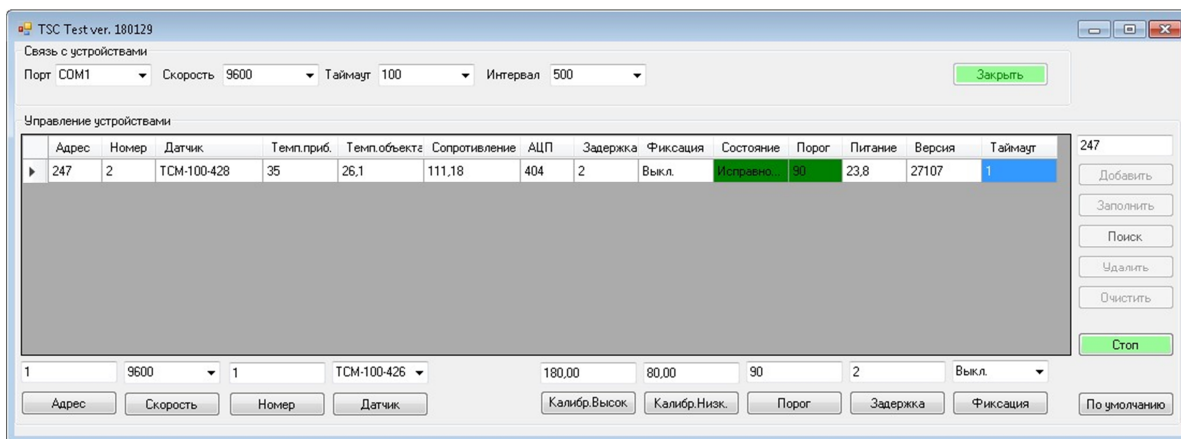 TSC Test ver. 180129
Связь с устройствами
Порт COM1 Скорость 9600 Таймаут 100 Интервал 500 Закрыть
Управление устройствами
Адрес Номер Датчик Темп.приб. Темп.объекта Сопротивление АЦП Задержка Фиксация Состояние Порог Питание Версия Таймаут 247
247 2 ТСМ-100-428 35 26,1 111,18 404 2 Выкл. Исправно... 90 23,8 27107 1
Добавить
Заполнить
Поиск
Удалить
Очистить
Стоп
1 9600 1 ТСМ-100-426 180,00 80,00 90 2 Выкл.
Адрес Скорость Номер Датчик Калибр.Высок Калибр.Низк. Порог Задержка Фиксация По умолчанию